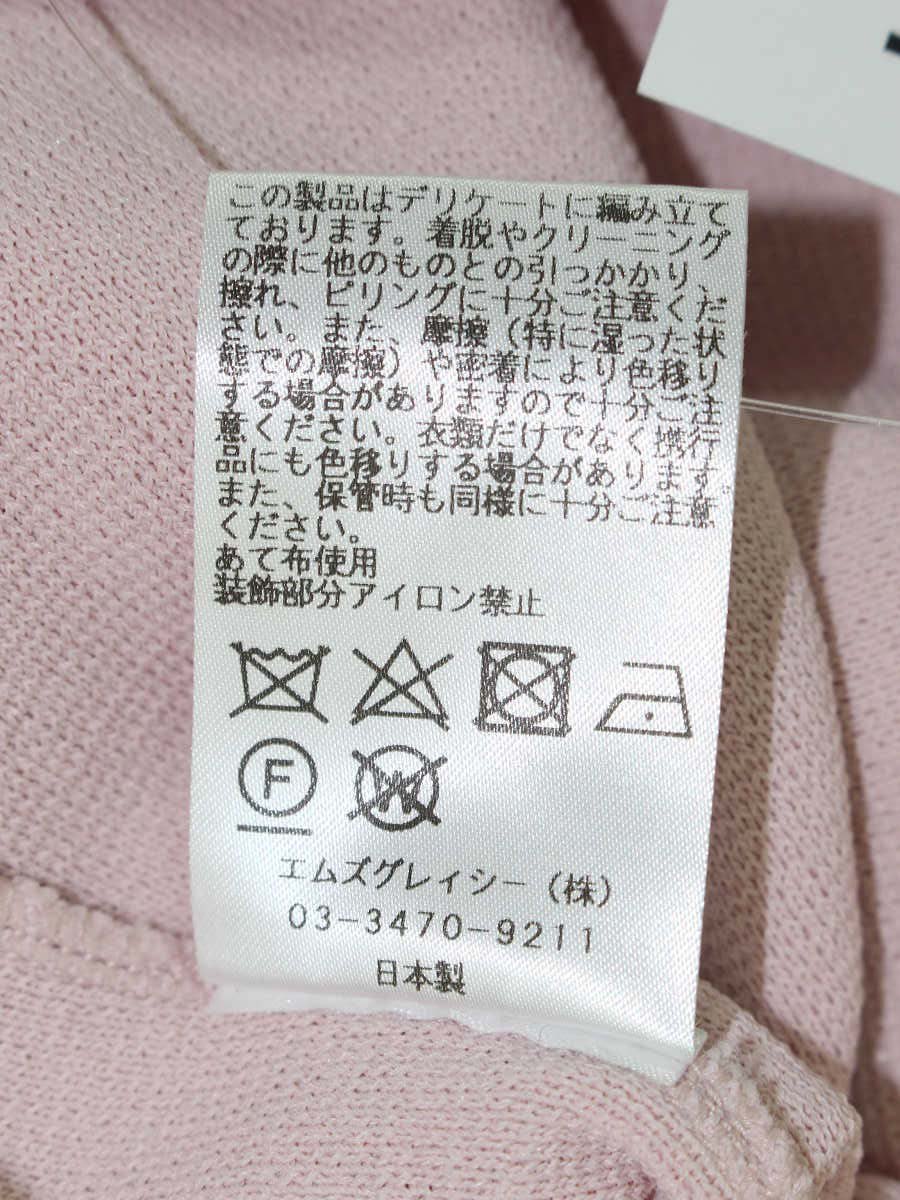 この製品はデリケートに編み立て
ております。着脱やクリーニング
の際に他のものとの引っかかり、
擦れ、ピリングに十分ご注意くだ
さい。また、摩擦（特に湿った状
態での摩擦）や密着により色移り
する場合がありますので十分ご注
意ください。衣類だけでなく携行
品にも色移りする場合があります。
また、保管時も同様に十分ご注意
ください。
あて布使用
装飾部分アイロン禁止
F
W
エムズグレイシー（株）
03-3470-9211
日本製